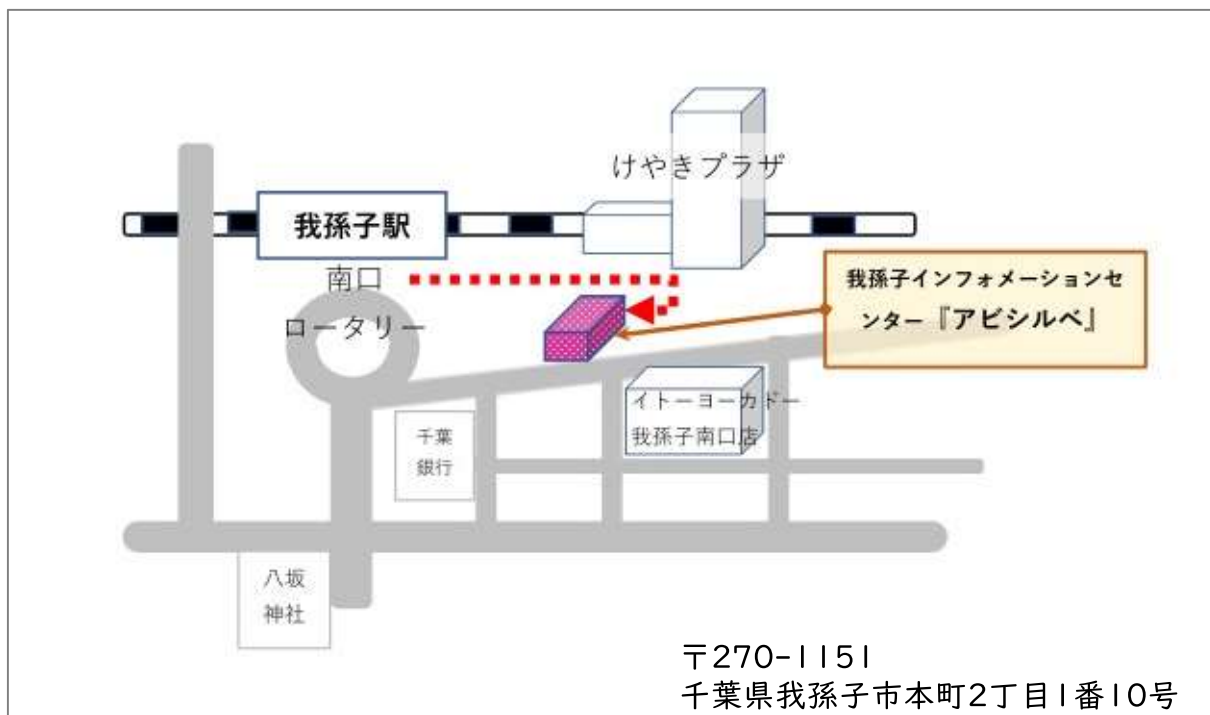 けやきプラザ
我孫子駅
南口
ロータリー
我孫子インフォメーションセ
ンター『アビシルベ』
イトーヨーカドー
我孫子南口店
千葉
銀行
八坂
神社
〒270-1151
千葉県我孫子市本町2丁目1番10号